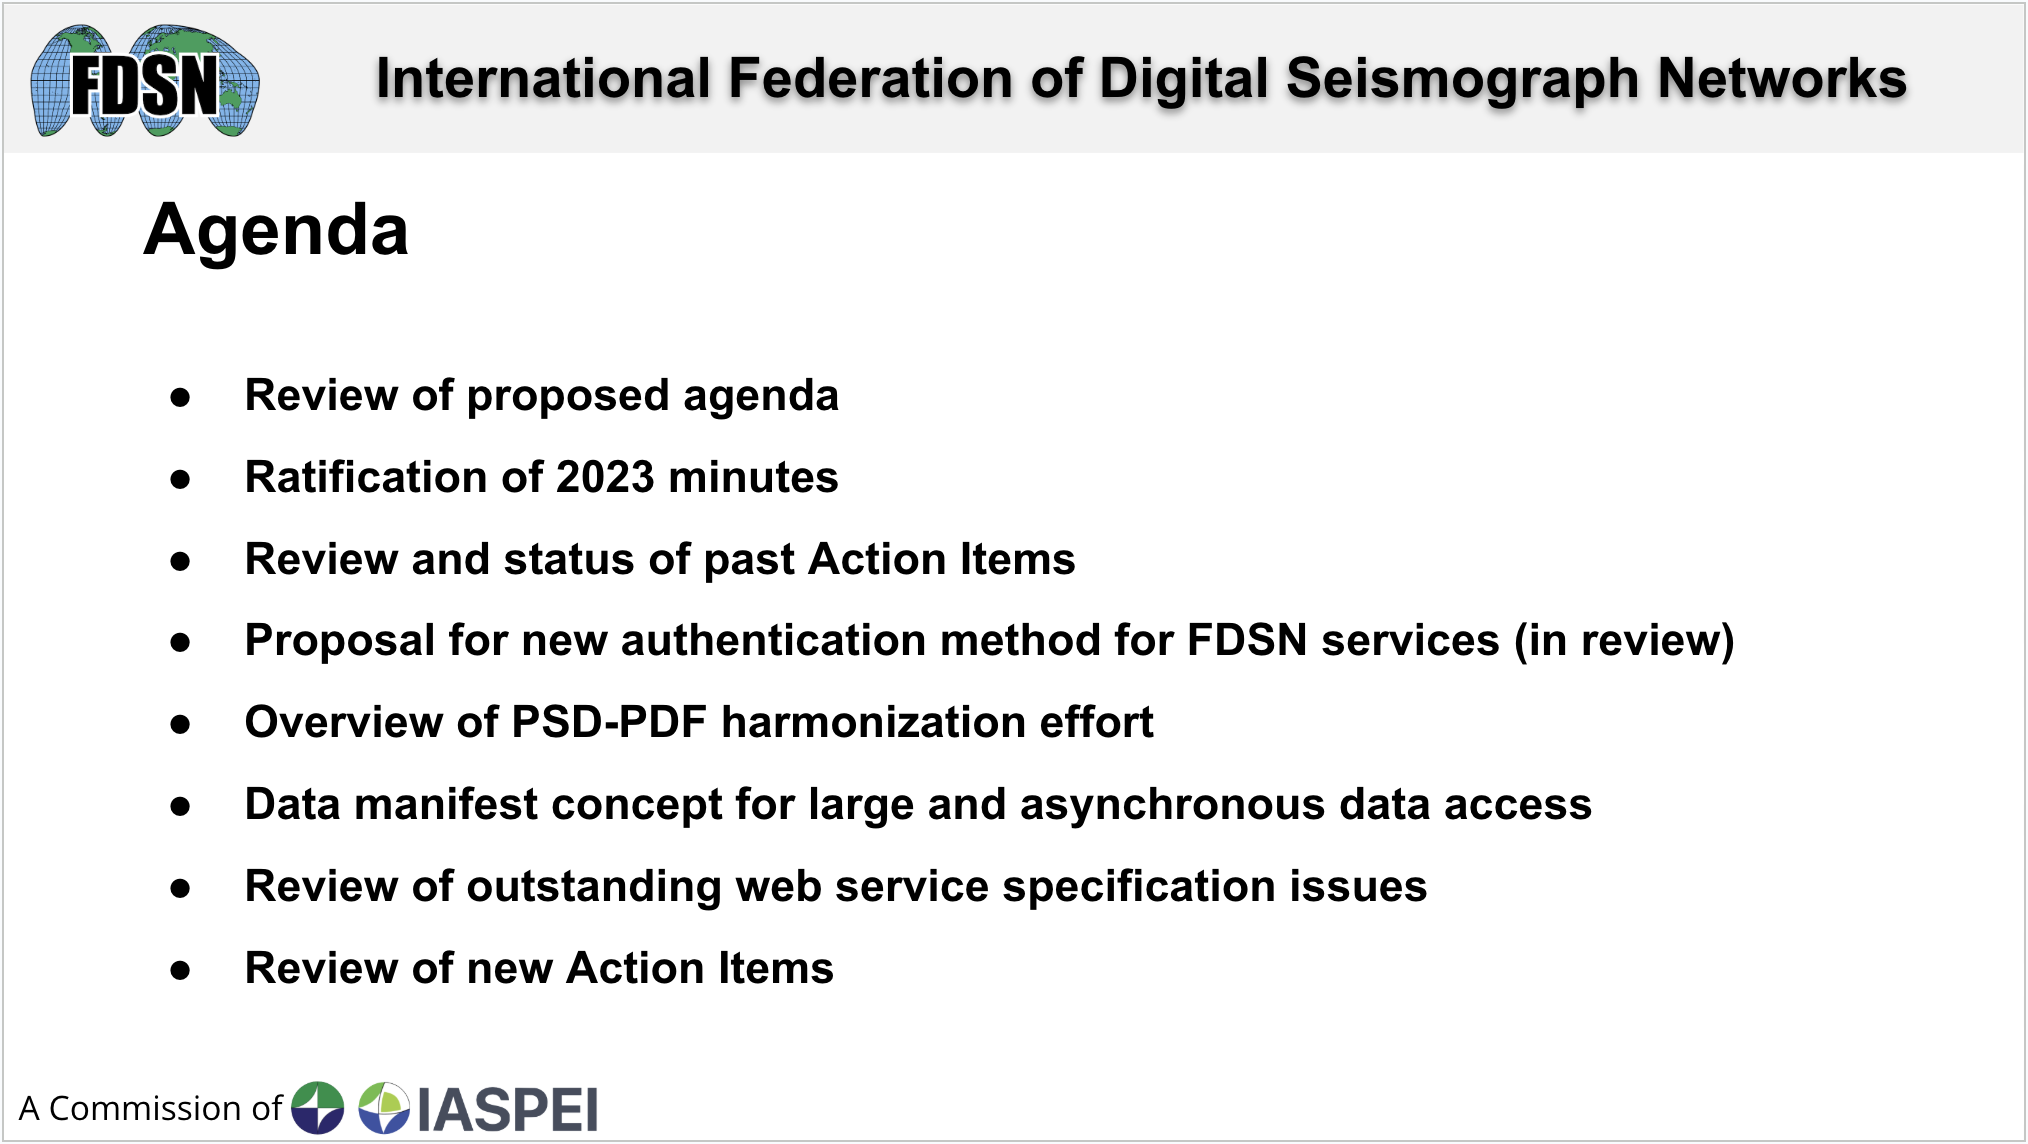 FDSN
International Federation of Digital Seismograph Networks
Agenda
● Review of proposed agenda
● Ratification of 2023 minutes
● Review and status of past Action Items
● Proposal for new authentication method for FDSN services (in review)
● Overview of PSD-PDF harmonization effort
● Data manifest concept for large and asynchronous data access
● Review of outstanding web service specification issues
● Review of new Action Items
A Commission of IASPEI